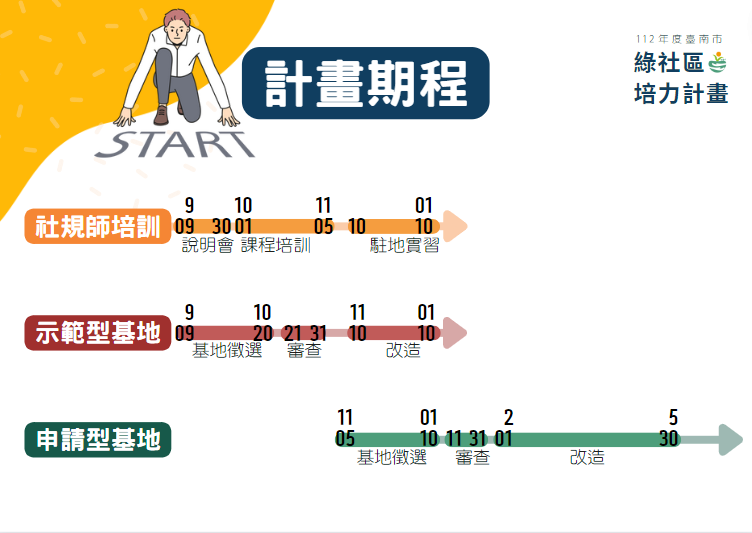 112年度臺南市
綠社區
培力計畫
計畫期程
START
9 10 11 01
社規師培訓 09 30 01 05 10 10
說明會 課程培訓 駐地實習
9 10 11 01
示範型基地 09 20 21 31 10 10
基地徵選 審查 改造
11 01 2 5
申請型基地 05 10 11 31 01 30
基地徵選 審查 改造